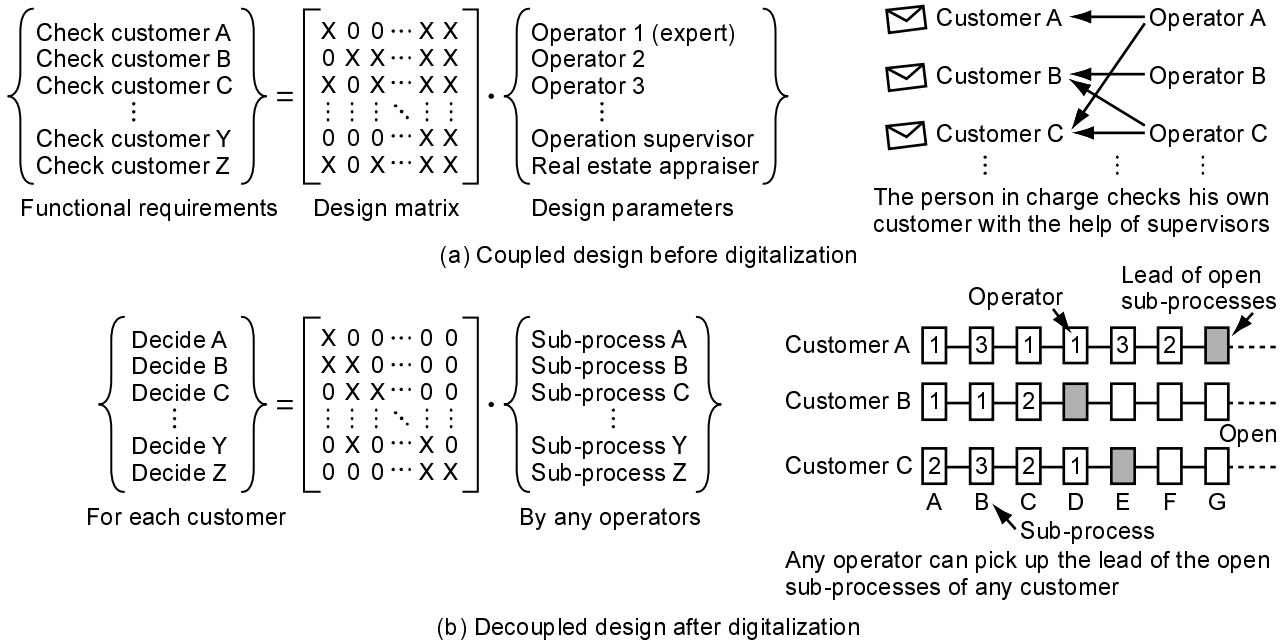 Check customer A
Check customer B
Check customer C
⋮
Check customer Y
Check customer Z
=
X 0 0 ⋯ X X
0 X X ⋯ X X
X 0 X ⋯ X X
⋮ ⋮ ⋮ ⋱ ⋮ ⋮
0 0 0 ⋯ X X
X 0 X ⋯ X X
·
Operator 1 (expert)
Operator 2
Operator 3
⋮
Operation supervisor
Real estate appraiser
Functional requirements
Design matrix
Design parameters
Customer A Operator A
Customer B Operator B
Customer C Operator C
⋮ ⋮ ⋮
The person in charge checks his own
customer with the help of supervisors
(a) Coupled design before digitalization
Decide A
Decide B
Decide C
⋮
Decide Y
Decide Z
=
X 0 0 ⋯ 0 0
X X 0 ⋯ 0 0
0 X X ⋯ 0 0
⋮ ⋮ ⋮ ⋱ ⋮ ⋮
0 X 0 ⋯ X 0
0 0 0 ⋯ X X
·
Sub-process A
Sub-process B
Sub-process C
⋮
Sub-process Y
Sub-process Z
For each customer
By any operators
Lead of open
sub-processes
Operator
Customer A 1 3 1 1 3 2
Customer B 1 1 2
Open
Customer C 2 3 2 1
A B C D E F G
Sub-process
Any operator can pick up the lead of the open
sub-processes of any customer
(b) Decoupled design after digitalization